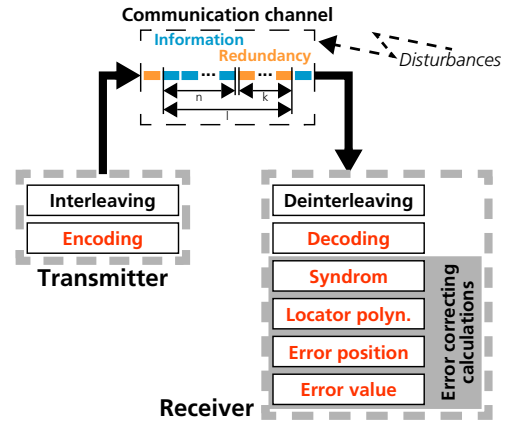 Communication channel
Information
Redundancy
Disturbances
n
k
l
Interleaving
Encoding
Transmitter
Deinterleaving
Decoding
Syndrom
Locator polyn.
Error position
Error value
Error correcting
calculations
Receiver